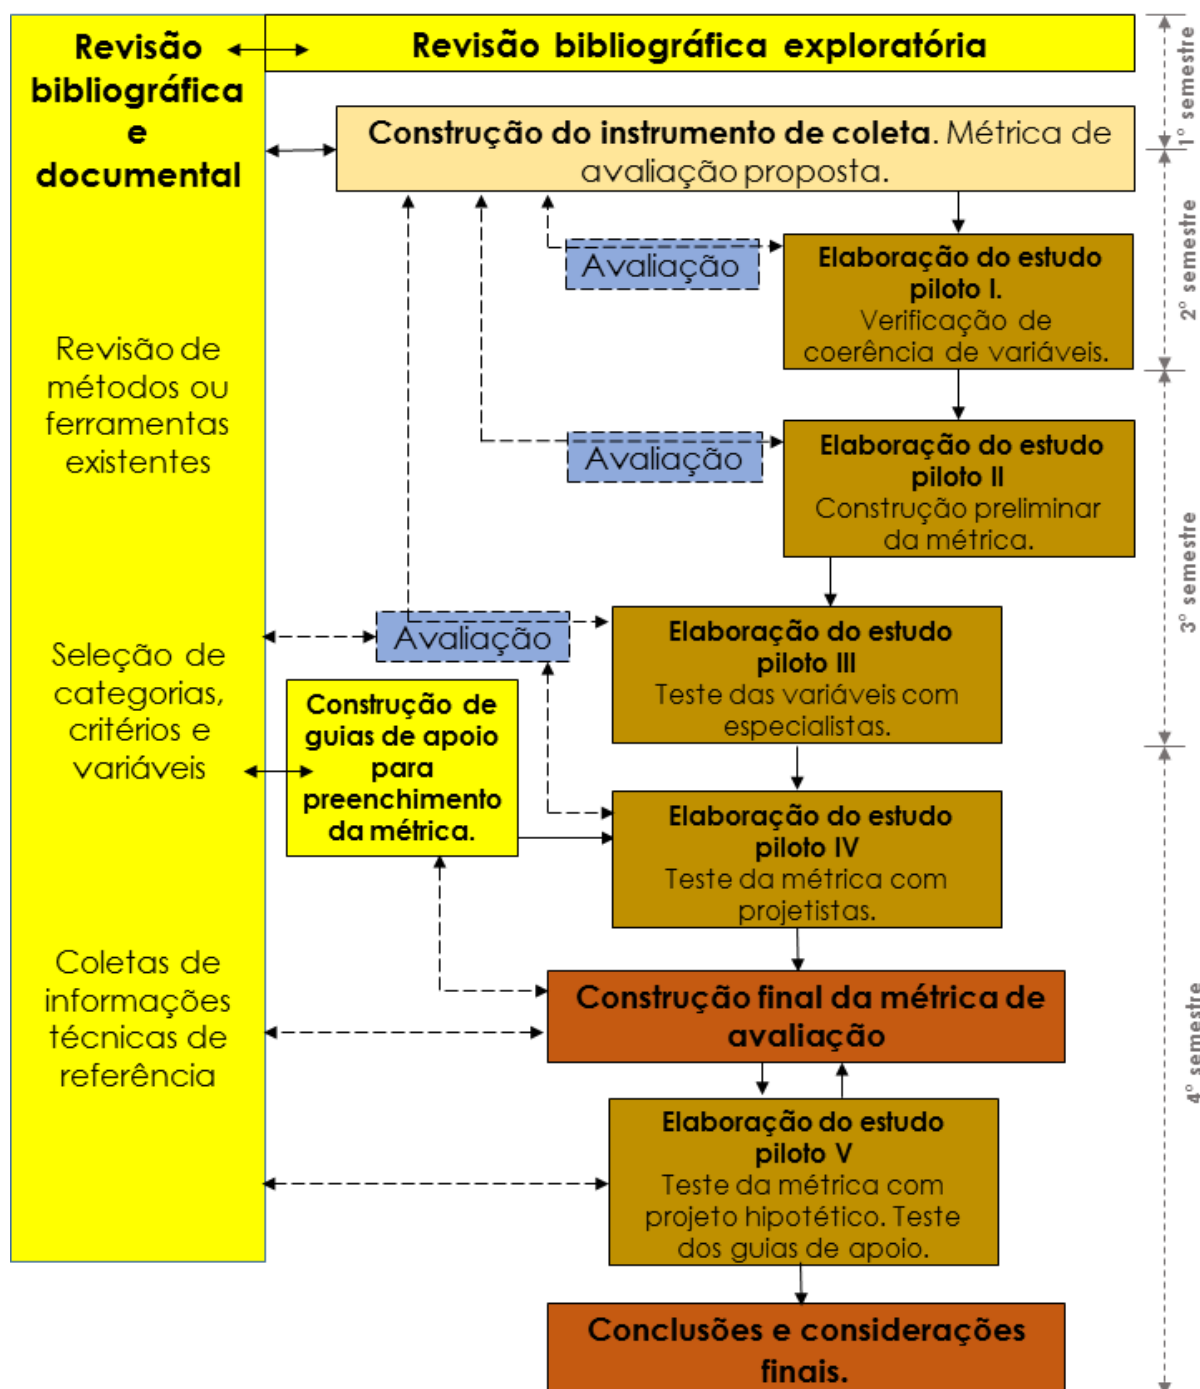 Revisão
bibliográfica
e
documental
Revisão de
métodos ou
ferramentas
existentes
Seleção de
categorias,
critérios e
variáveis
Coletas de
informações
técnicas de
referência
Revisão bibliográfica exploratória
Construção do instrumento de coleta. Métrica de
avaliação proposta.
Avaliação
Elaboração do estudo
piloto I.
Verificação de
coerência de variáveis.
Avaliação
Elaboração do estudo
piloto II
Construção preliminar
da métrica.
Avaliação
Elaboração do estudo
piloto III
Teste das variáveis com
especialistas.
Construção de
guias de apoio
para
preenchimento
da métrica.
Elaboração do estudo
piloto IV
Teste da métrica com
projetistas.
Construção final da métrica de
avaliação
Elaboração do estudo
piloto V
Teste da métrica com
projeto hipotético. Teste
dos guias de apoio.
Conclusões e considerações
finais.
1º semestre
2º semestre
3º semestre
4º semestre